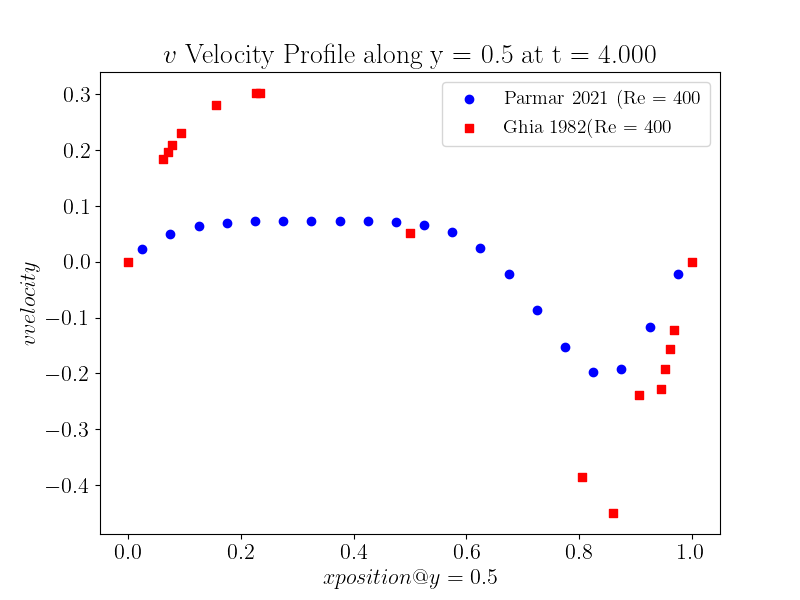 v Velocity Profile along y = 0.5 at t = 4.000
Parmar 2021 (Re = 400
Ghia 1982(Re = 400
0.3
0.2
0.1
0.0
−0.1
−0.2
−0.3
−0.4
vvelocity
0.0 0.2 0.4 0.6 0.8 1.0
xposition@y = 0.5